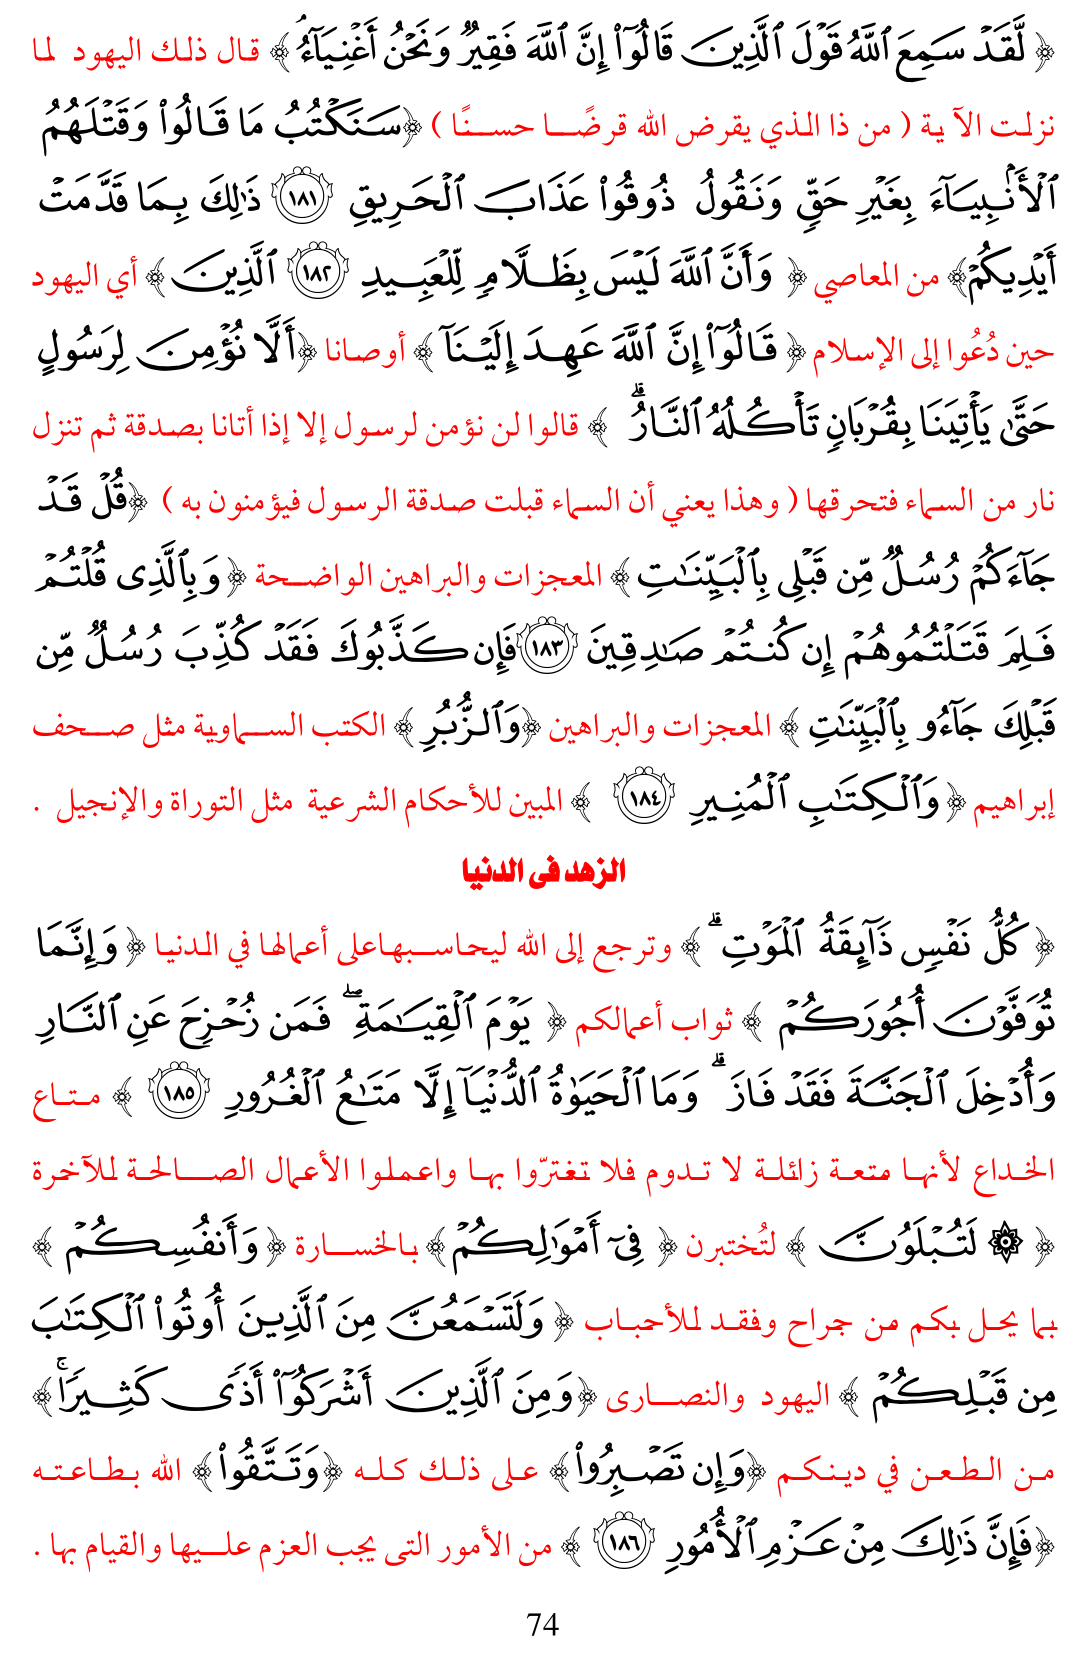 ﴿ لَّقَدۡ سَمِعَ ٱللَّهُ قَوۡلَ ٱلَّذِينَ قَالُوٓاْ إِنَّ ٱللَّهَ فَقِيرٞ وَنَحۡنُ أَغۡنِيَآءُۘ ﴾ قال ذلك اليهود لما
نزلت الآية ( من ذا الذي يقرض الله قرضًا حسنًا ) ﴿سَنَكۡتُبُ مَا قَالُواْ وَقَتۡلَهُمُ
ٱلۡأَنۢبِيَآءَ بِغَيۡرِ حَقّٖ وَنَقُولُ ذُوقُواْ عَذَابَ ٱلۡحَرِيقِ ١٨١ ذَٰلِكَ بِمَا قَدَّمَتۡ
أَيۡدِيكُمۡ﴾ من المعاصي ﴿ وَأَنَّ ٱللَّهَ لَيۡسَ بِظَلَّامٖ لِّلۡعَبِيدِ ١٨٢ ٱلَّذِينَ ﴾ أي اليهود
حين دُعُوا إلى الإسلام ﴿ قَالُوٓاْ إِنَّ ٱللَّهَ عَهِدَ إِلَيۡنَآ ﴾ أوصانا ﴿أَلَّا نُؤۡمِنَ لِرَسُولٍ
حَتَّىٰ يَأۡتِيَنَا بِقُرۡبَانٖ تَأۡكُلُهُ ٱلنَّارُۗ ﴾ قالوا لن نؤمن لرسول إلا إذا أتانا بصدقة ثم تنزل
نار من السماء فتحرقها ( وهذا يعني أن السماء قبلت صدقة الرسول فيؤمنون به ) ﴿قُلۡ قَدۡ
جَآءَكُمۡ رُسُلٞ مِّن قَبۡلِي بِٱلۡبَيِّنَٰتِ ﴾ المعجزات والبراهين الواضحة ﴿ وَبِٱلَّذِي قُلۡتُمۡ
فَلِمَ قَتَلۡتُمُوهُمۡ إِن كُنتُمۡ صَٰدِقِينَ ١٨٣ فَإِن كَذَّبُوكَ فَقَدۡ كُذِّبَ رُسُلٞ مِّن
قَبۡلِكَ جَآءُو بِٱلۡبَيِّنَٰتِ ﴾ المعجزات والبراهين ﴿وَٱلزُّبُرِ ﴾ الكتب السماوية مثل صحف
إبراهيم ﴿ وَٱلۡكِتَٰبِ ٱلۡمُنِيرِ ١٨٤ ﴾ المبين للأحكام الشرعية مثل التوراة والإنجيل .
الزهد فى الدنيا
﴿ كُلُّ نَفۡسٖ ذَآئِقَةُ ٱلۡمَوۡتِۗ ﴾ وترجع إلى الله ليحاسبهاعلى أعمالها في الدنيا ﴿ وَإِنَّمَا
تُوَفَّوۡنَ أُجُورَكُمۡ ﴾ ثواب أعمالكم ﴿ يَوۡمَ ٱلۡقِيَٰمَةِۖ فَمَن زُحۡزِحَ عَنِ ٱلنَّارِ
وَأُدۡخِلَ ٱلۡجَنَّةَ فَقَدۡ فَازَۗ وَمَا ٱلۡحَيَوٰةُ ٱلدُّنۡيَآ إِلَّا مَتَٰعُ ٱلۡغُرُورِ ١٨٥ ﴾ متاع
الخداع لأنها متعة زائلة لا تدوم فلا تغترّوا بها واعملوا الأعمال الصالحة للآخرة
﴿ ۞ لَتُبۡلَوُنَّ ﴾ لتُختبرن ﴿ فِيٓ أَمۡوَٰلِكُمۡ﴾ بالخسارة ﴿ وَأَنفُسِكُمۡ ﴾
بما يحل بكم من جراح وفقد للأحباب ﴿ وَلَتَسۡمَعُنَّ مِنَ ٱلَّذِينَ أُوتُواْ ٱلۡكِتَٰبَ
مِن قَبۡلِكُمۡ ﴾ اليهود والنصارى ﴿وَمِنَ ٱلَّذِينَ أَشۡرَكُوٓاْ أَذٗى كَثِيرٗاۚ﴾
من الطعن في دينكم ﴿وَإِن تَصۡبِرُواْ﴾ على ذلك كله ﴿وَتَتَّقُواْ﴾ الله بطاعته
﴿فَإِنَّ ذَٰلِكَ مِنۡ عَزۡمِ ٱلۡأُمُورِ ١٨٦ ﴾ من الأمور التى يجب العزم عليها والقيام بها .
74